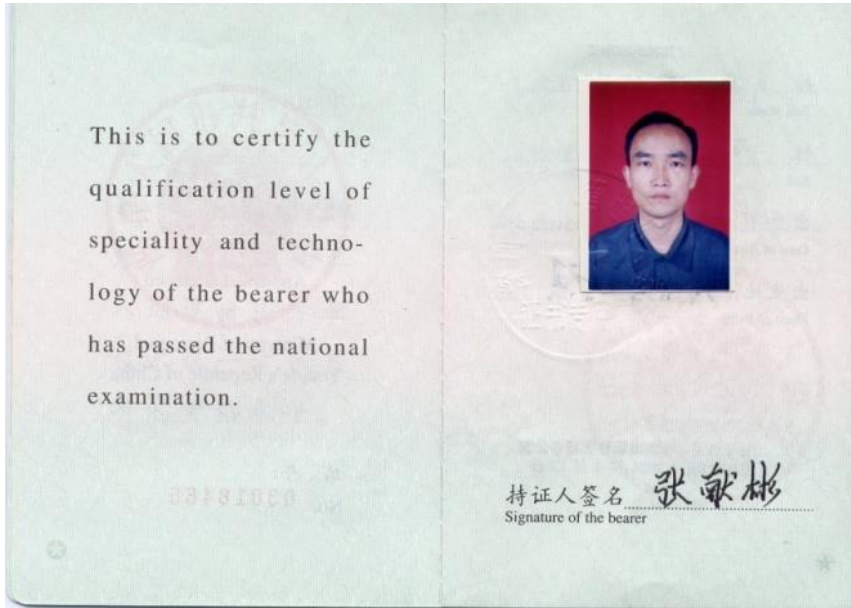 This is to certify the
qualification level of
speciality and techno-
logy of the bearer who
has passed the national
examination.
持证人签名 张献彬
Signature of the bearer